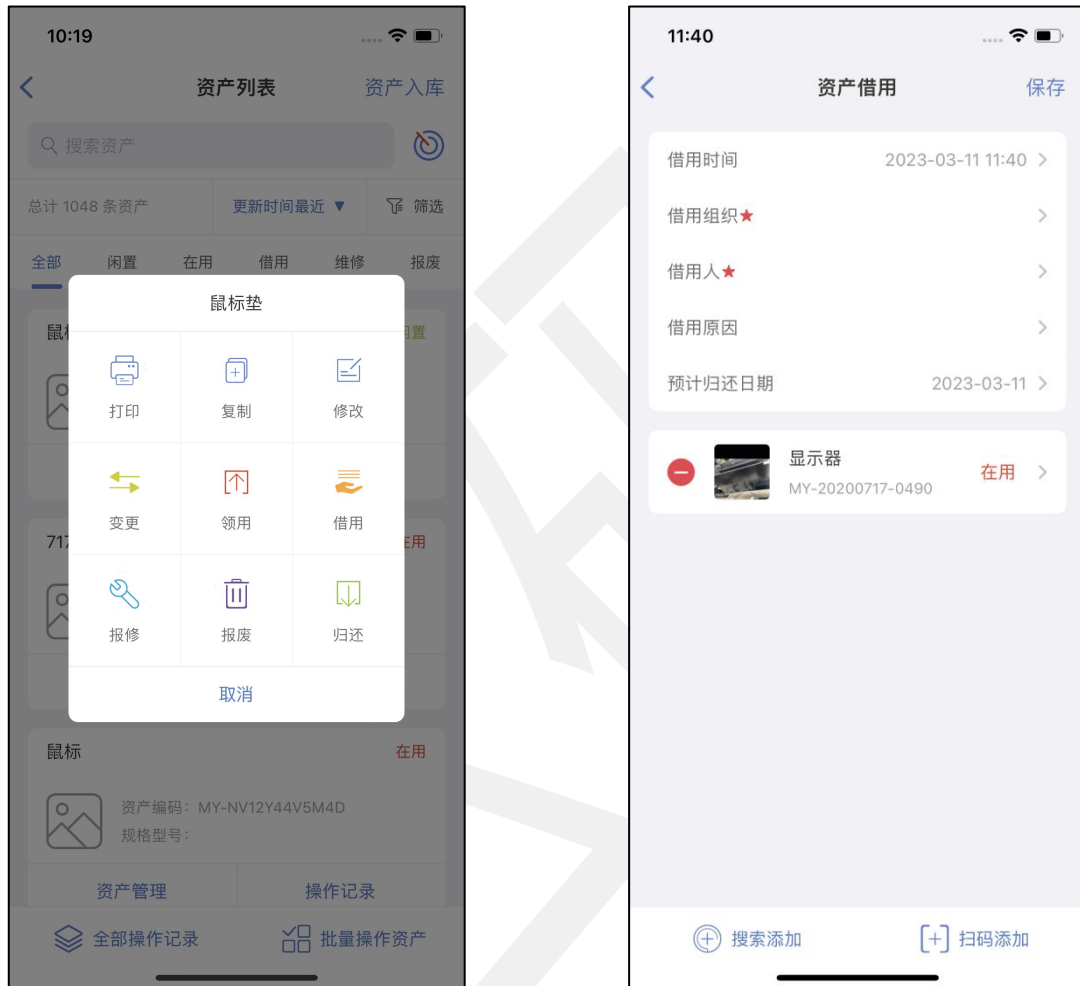 10:19
资产列表
资产入库
搜索资产
总计 1048 条资产
更新时间最近 ▼
筛选
全部 闲置 在用 借用 维修 报废
鼠标垫
打印 复制 修改
变更 领用 借用
717
在用
报修 报废 归还
取消
鼠标
在用
资产编码：MY-NV12Y44V5M4D
规格型号：
资产管理 操作记录
全部操作记录 批量操作资产
11:40
资产借用
保存
借用时间 2023-03-11 11:40
借用组织★
借用人★
借用原因
预计归还日期 2023-03-11
显示器
MY-20200717-0490
在用
搜索添加 扫码添加